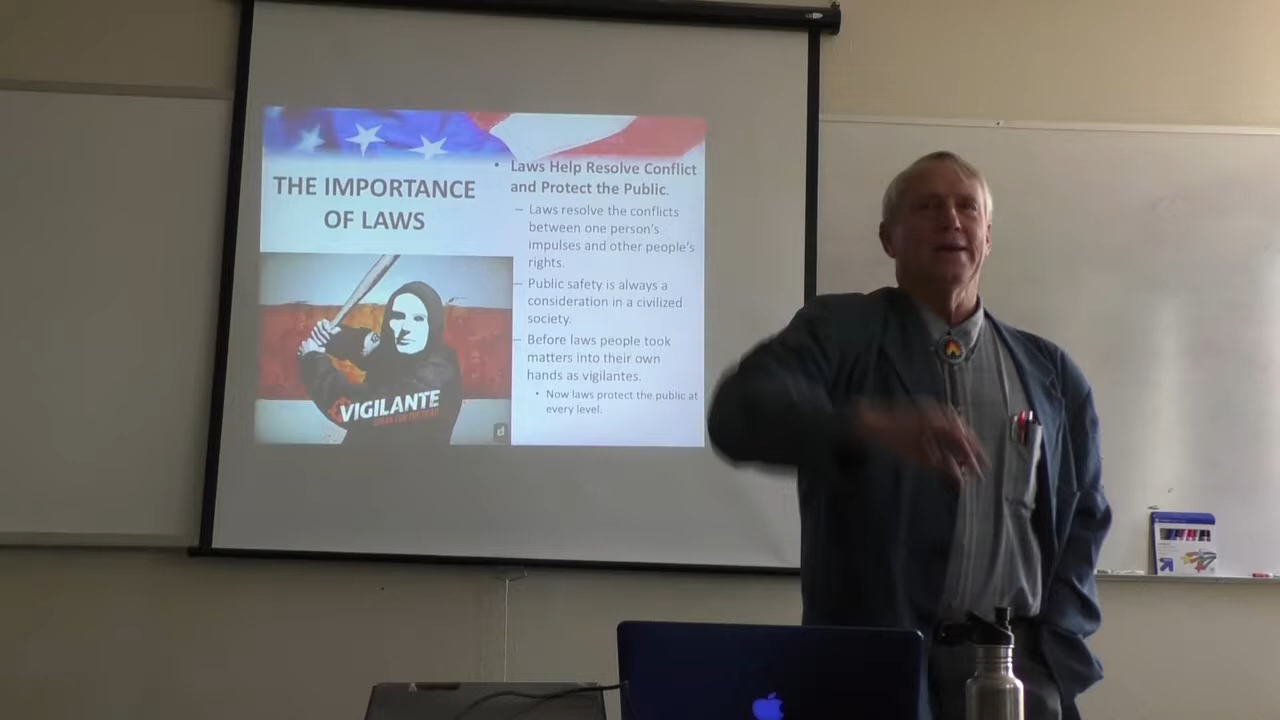 THE IMPORTANCE
OF LAWS
VIGILANTE
• Laws Help Resolve Conflict
and Protect the Public.
– Laws resolve the conflicts
between one person's
impulses and other people's
rights.
– Public safety is always a
consideration in a civilized
society.
– Before laws people took
matters into their own
hands as vigilantes.
• Now laws protect the public at
every level.